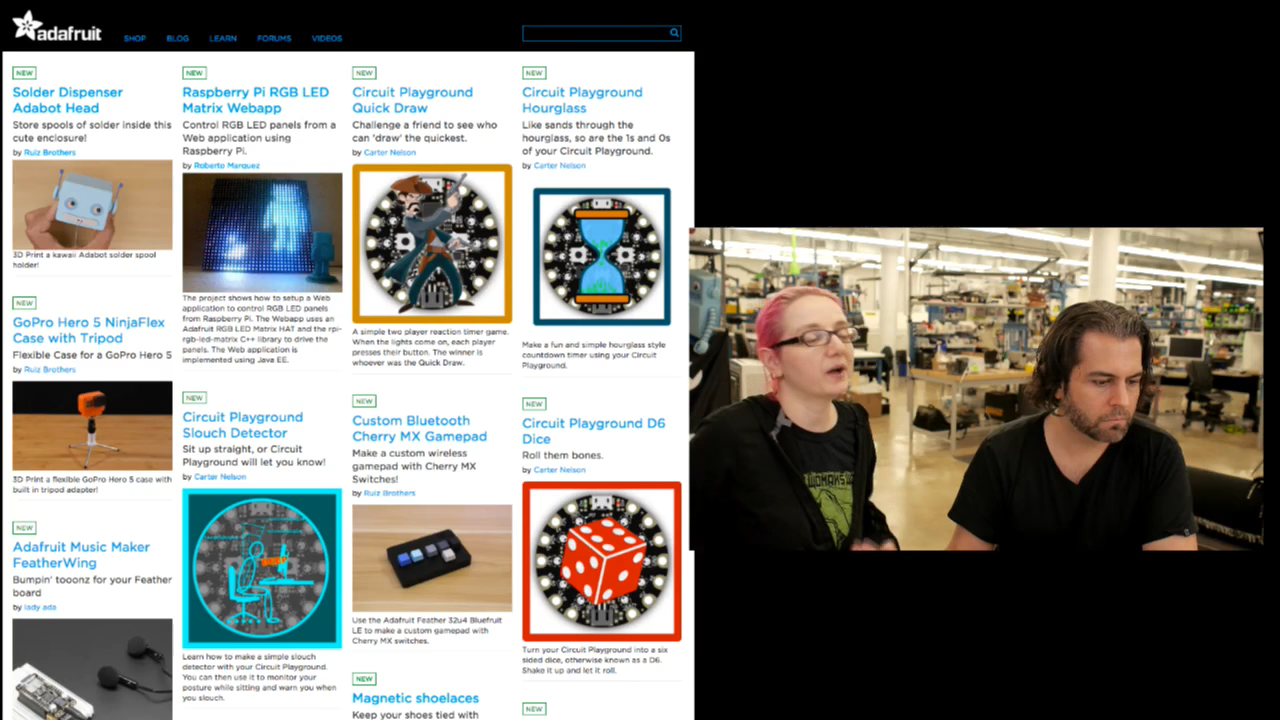 adafruit
SHOP
BLOG
LEARN
FORUMS
VIDEOS
NEW
Solder Dispenser
Adabot Head
Store spools of solder inside this
cute enclosure!
by Ruiz Brothers
3D Print a kawaii Adabot solder spool
holder!
NEW
GoPro Hero 5 NinjaFlex
Case with Tripod
Flexible Case for a GoPro Hero 5
by Ruiz Brothers
3D Print a flexible GoPro Hero 5 case with
built in tripod adapter!
NEW
Adafruit Music Maker
FeatherWing
Bumpin' tooonz for your Feather
board
by lady ada
NEW
Raspberry Pi RGB LED
Matrix Webapp
Control RGB LED panels from a
Web application using
Raspberry Pi.
by Roberto Marquez
The project shows how to setup a Web
application to control RGB LED panels
from Raspberry Pi. The Webapp uses an
Adafruit RGB LED Matrix HAT and the rpi-
rgb-led-matrix C++ library to drive the
panels. The Web application is
implemented using Java EE.
NEW
Circuit Playground
Slouch Detector
Sit up straight, or Circuit
Playground will let you know!
by Carter Nelson
Learn how to make a simple slouch
detector with your Circuit Playground.
You can then use it to monitor your
posture while sitting and warn you when
you slouch.
NEW
Circuit Playground
Quick Draw
Challenge a friend to see who
can 'draw' the quickest.
by Carter Nelson
A simple two player reaction timer game.
When the lights come on, each player
presses their button. The winner is
whoever was the Quick Draw.
NEW
Custom Bluetooth
Cherry MX Gamepad
Make a custom wireless
gamepad with Cherry MX
Switches!
by Ruiz Brothers
Use the Adafruit Feather 32u4 Bluefruit
LE to make a custom gamepad with
Cherry MX switches.
NEW
Magnetic shoelaces
Keep your shoes tied with
NEW
Circuit Playground
Hourglass
Like sands through the
hourglass, so are the 1s and 0s
of your Circuit Playground.
by Carter Nelson
Make a fun and simple hourglass style
countdown timer using your Circuit
Playground.
NEW
Circuit Playground D6
Dice
Roll them bones.
by Carter Nelson
Turn your Circuit Playground into a six
sided dice, otherwise known as a D6.
Shake it up and let it roll.
NEW